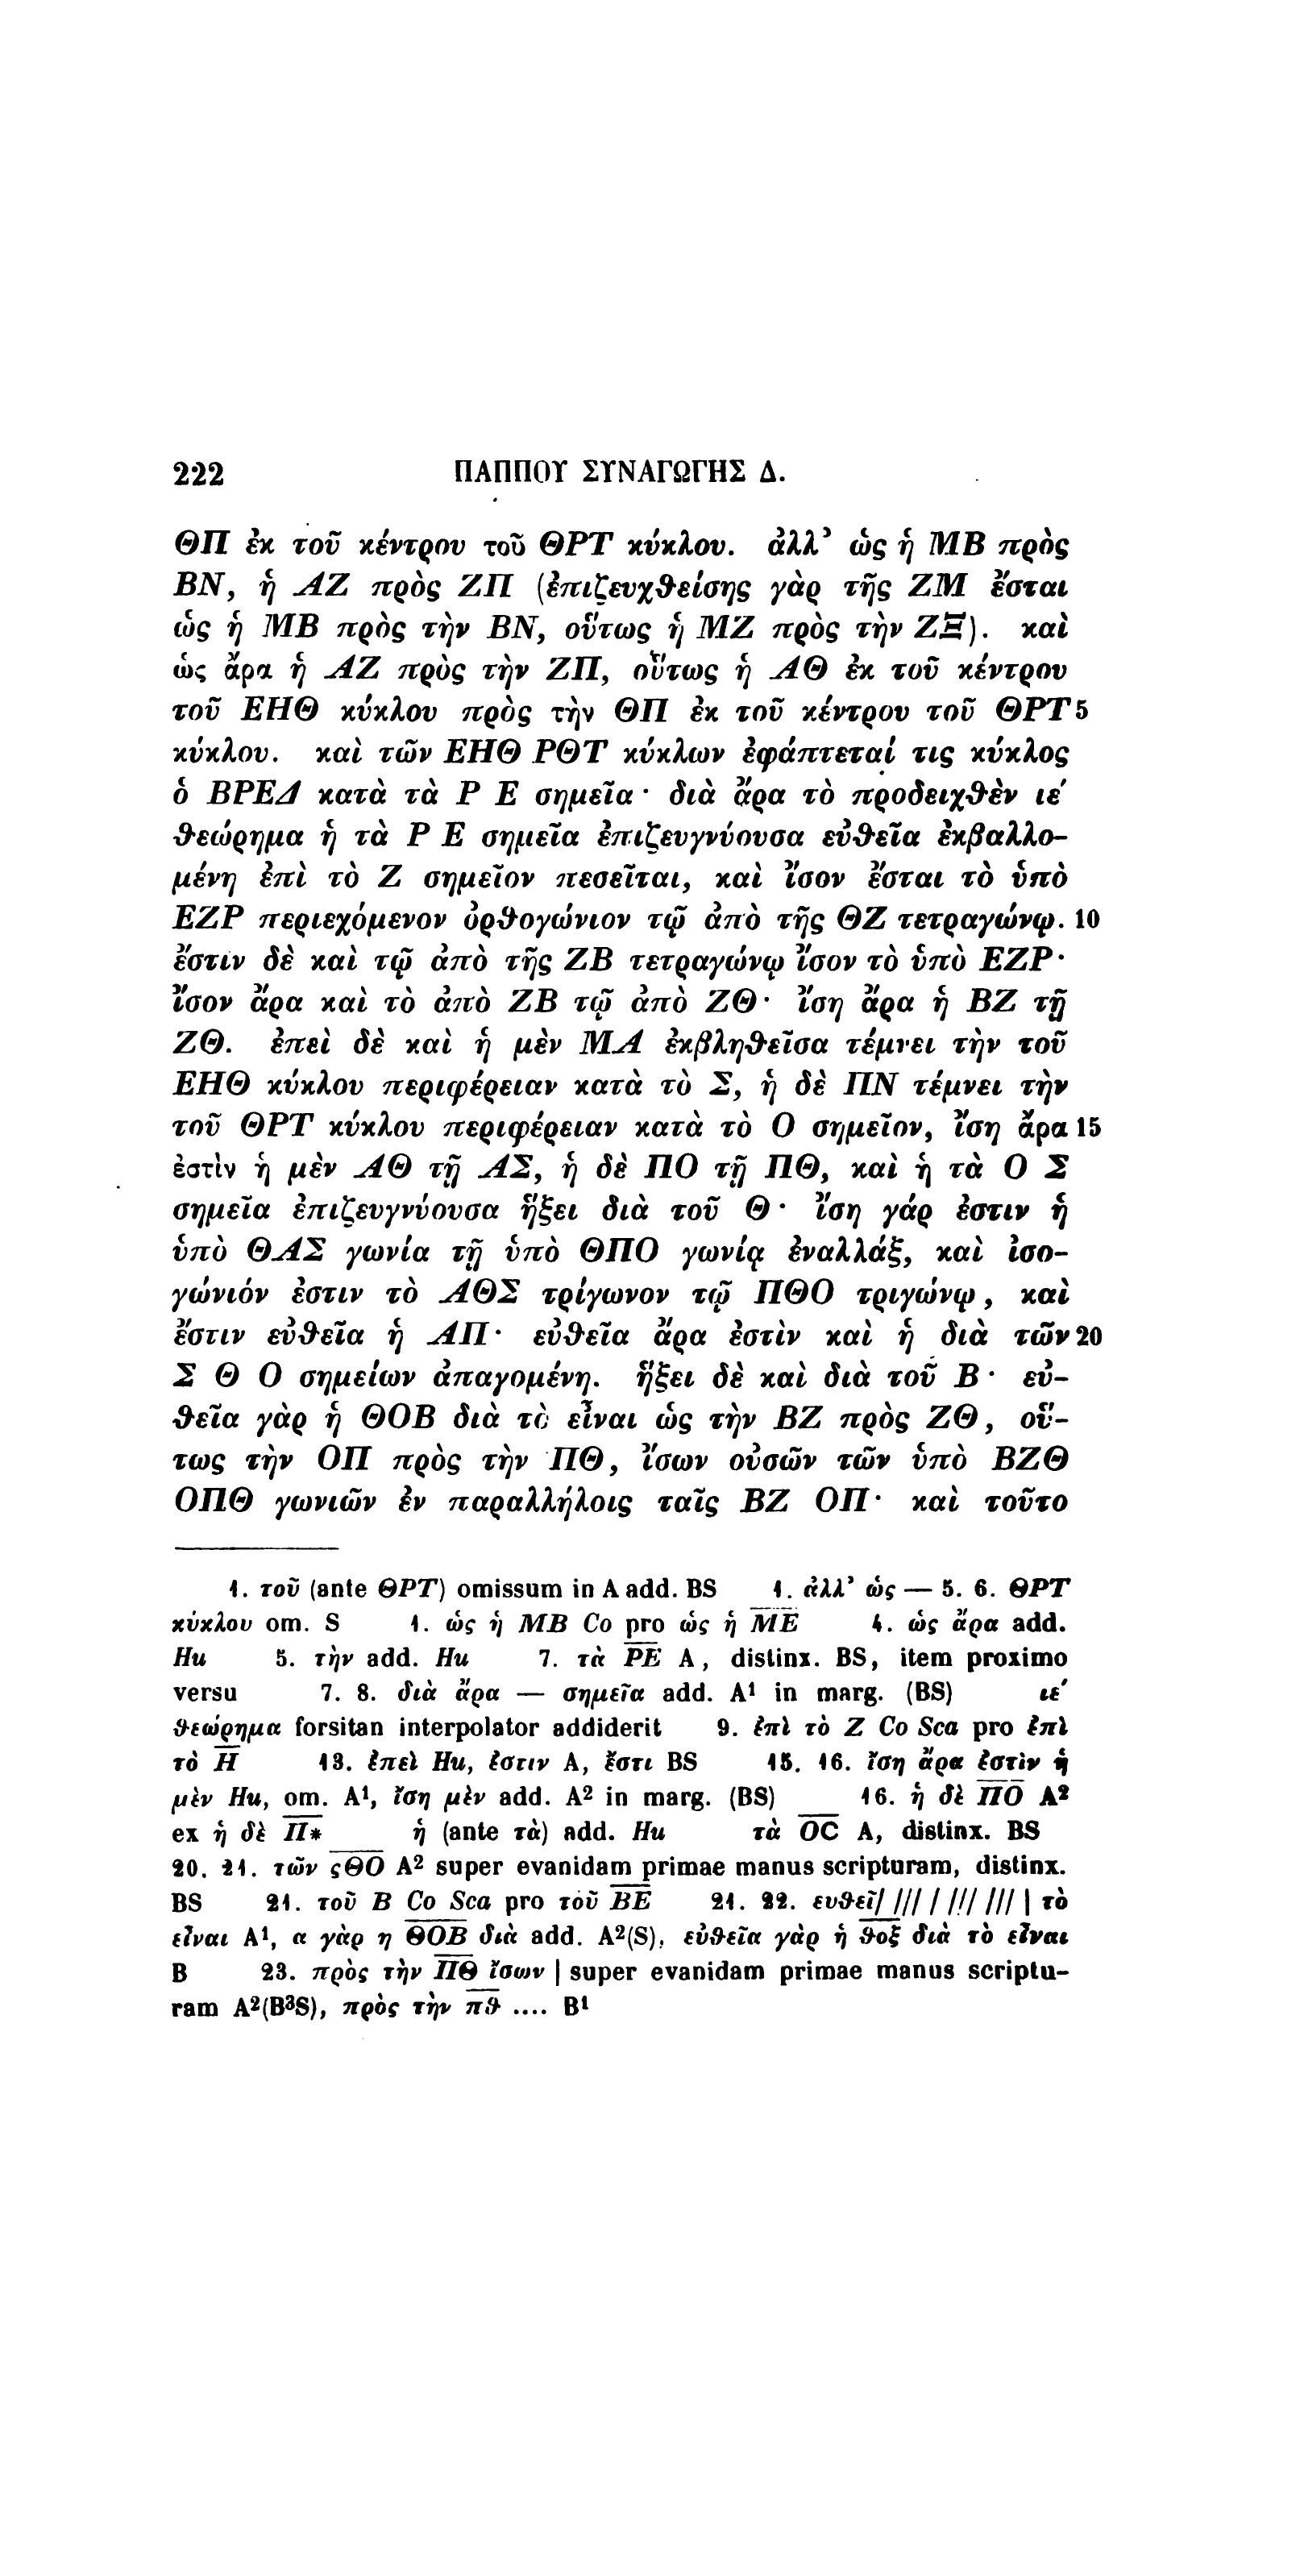 222 ΠΑΠΠΟΥ ΣΥΝΑΓΩΓΗΣ Δ.
ΘΠ ἐκ τοῦ κέντρου τοῦ ΘΡΤ κύκλου. ἀλλ᾽ ὡς ἡ ΜΒ πρὸς
ΒΝ, ἡ ΑΖ πρὸς ΖΠ (ἐπιζευχθείσης γὰρ τῆς ΖΜ ἔσται
ὡς ἡ ΜΒ πρὸς τὴν ΒΝ, οὕτως ἡ ΜΖ πρὸς τὴν ΖΞ). καὶ
ὡς ἄρα ἡ ΑΖ πρὸς τὴν ΖΠ, οὕτως ἡ ΑΘ ἐκ τοῦ κέντρου
τοῦ ΕΗΘ κύκλου πρὸς τὴν ΘΠ ἐκ τοῦ κέντρου τοῦ ΘΡΤ 5
κύκλου. καὶ τῶν ΕΗΘ ΡΘΤ κύκλων ἐφάπτεταί τις κύκλος
ὁ ΒΡΕΔ κατὰ τὰ Ρ Ε σημεῖα· διὰ ἄρα τὸ προδειχθὲν ιε΄
θεώρημα ἡ τὰ Ρ Ε σημεῖα ἐπιζευγνύουσα εὐθεῖα ἐκβαλλο-
μένη ἐπὶ τὸ Ζ σημεῖον πεσεῖται, καὶ ἴσον ἔσται τὸ ὑπὸ
ΕΖΡ περιεχόμενον ὀρθογώνιον τῷ ἀπὸ τῆς ΘΖ τετραγώνῳ. 10
ἔστιν δὲ καὶ τῷ ἀπὸ τῆς ΖΒ τετραγώνῳ ἴσον τὸ ὑπὸ ΕΖΡ·
ἴσον ἄρα καὶ τὸ ἀπὸ ΖΒ τῷ ἀπὸ ΖΘ· ἴση ἄρα ἡ ΒΖ τῇ
ΖΘ. ἐπεὶ δὲ καὶ ἡ μὲν ΜΑ ἐκβληθεῖσα τέμνει τὴν τοῦ
ΕΗΘ κύκλου περιφέρειαν κατὰ τὸ Σ, ἡ δὲ ΠΝ τέμνει τὴν
τοῦ ΘΡΤ κύκλου περιφέρειαν κατὰ τὸ Ο σημεῖον, ἴση ἄρα 15
ἐστὶν ἡ μὲν ΑΘ τῇ ΑΣ, ἡ δὲ ΠΟ τῇ ΠΘ, καὶ ἡ τὰ Ο Σ
σημεῖα ἐπιζευγνύουσα ἥξει διὰ τοῦ Θ· ἴση γάρ ἐστιν ἡ
ὑπὸ ΘΑΣ γωνία τῇ ὑπὸ ΘΠΟ γωνίᾳ ἐναλλάξ, καὶ ἰσο-
γώνιόν ἐστιν τὸ ΑΘΣ τρίγωνον τῷ ΠΘΟ τριγώνῳ, καὶ
ἔστιν εὐθεῖα ἡ ΑΠ· εὐθεῖα ἄρα ἐστὶν καὶ ἡ διὰ τῶν 20
Σ Θ Ο σημείων ἀπαγομένη. ἥξει δὲ καὶ διὰ τοῦ Β· εὐ-
θεῖα γὰρ ἡ ΘΟΒ διὰ τὸ εἶναι ὡς τὴν ΒΖ πρὸς ΖΘ, οὕ-
τως τὴν ΟΠ πρὸς τὴν ΠΘ, ἴσων οὐσῶν τῶν ὑπὸ ΒΖΘ
ΟΠΘ γωνιῶν ἐν παραλλήλοις ταῖς ΒΖ ΟΠ· καὶ τοῦτο
1. τοῦ (ante ΘΡΤ) omissum in A add. BS 1. ἀλλ᾽ ὡς — 5. 6. ΘΡΤ
κύκλου om. S 1. ὡς ἡ ΜΒ Co pro ὡς ἡ Μ̅Ε̅ 4. ὡς ἄρα add.
Hu 5. τὴν add. Hu 7. τὰ Ρ̅Ε̅ A, distinx. BS, item proximo
versu 7. 8. διὰ ἄρα — σημεῖα add. A¹ in marg. (BS) ιε΄
θεώρημα forsitan interpolator addiderit 9. ἐπὶ τὸ Ζ Co Sca pro ἐπὶ
τὸ Η̅ 13. ἐπεὶ Hu, ἐστιν A, ἔστι BS 15. 16. ἴση ἄρα ἐστὶν ἡ
μὲν Hu, om. A¹, ἴση μὲν add. A² in marg. (BS) 16. ἡ δὲ Π̅Ο̅ A²
ex ἡ δὲ Π̅* ἡ (ante τὰ) add. Hu τὰ Ο̅C̅ A, distinx. BS
20. 21. τῶν ς̅Θ̅Ο̅ A² super evanidam primae manus scripturam, distinx.
BS 21. τοῦ Β Co Sca pro τοῦ Β̅Ε̅ 21. 22. ευθεῖ/ /// / /// /// | τὸ
εἶναι A¹, α γὰρ η Θ̅Ο̅Β̅ διὰ add. A²(S), εὐθεῖα γὰρ ἡ θ̅ο̅ξ̅ διὰ τὸ εἶναι
B 23. πρὸς τὴν Π̅Θ̅ ἴσων | super evanidam primae manus scriptu-
ram A²(B³S), πρὸς τὴν π̅θ̅ .... B¹